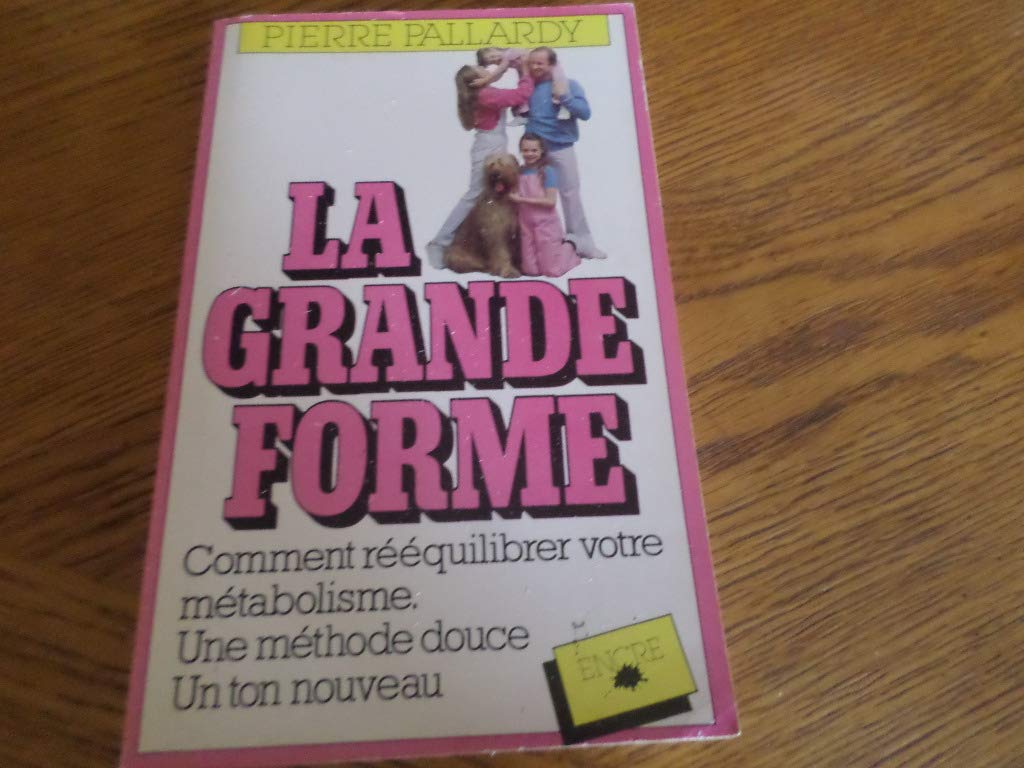 PIERRE PALLARDY
LA
GRANDE
FORME
Comment rééquilibrer votre
métabolisme.
Une méthode douce
Un ton nouveau
ENCRE